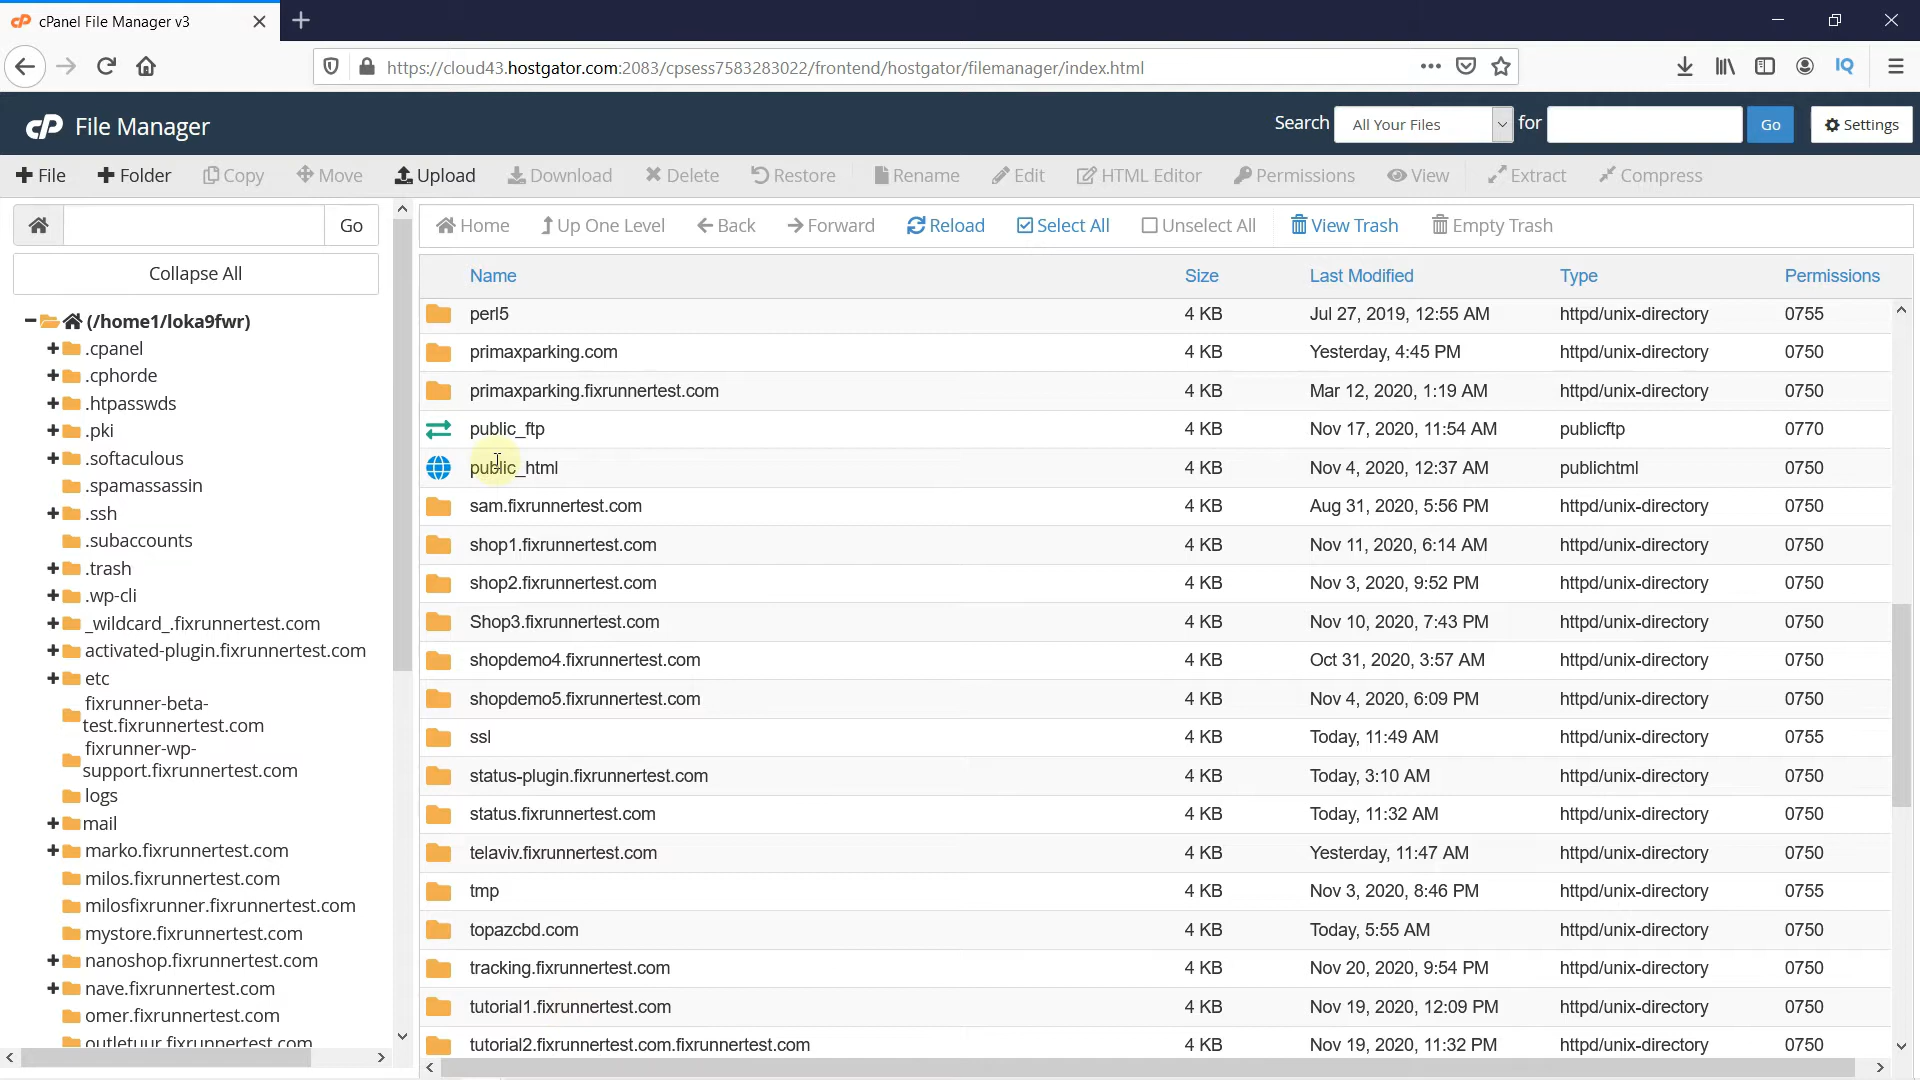 cPanel File Manager v3
https://cloud43.hostgator.com:2083/cpsess7583283022/frontend/hostgator/filemanager/index.html
IQ
cP File Manager
Search All Your Files for Go Settings
File Folder Copy Move Upload Download Delete Restore Rename Edit HTML Editor Permissions View Extract Compress
Go
Collapse All
(/home1/loka9fwr)
.cpanel
.cphorde
.htpasswds
.pki
.softaculous
.spamassassin
.ssh
.subaccounts
.trash
.wp-cli
_wildcard_.fixrunnertest.com
activated-plugin.fixrunnertest.com
etc
fixrunner-beta-
test.fixrunnertest.com
fixrunner-wp-
support.fixrunnertest.com
logs
mail
marko.fixrunnertest.com
milos.fixrunnertest.com
milosfixrunner.fixrunnertest.com
mystore.fixrunnertest.com
nanoshop.fixrunnertest.com
nave.fixrunnertest.com
omer.fixrunnertest.com
outletuur.fixrunnertest.com
Home Up One Level Back Forward Reload Select All Unselect All View Trash Empty Trash
Name Size Last Modified Type Permissions
perl5 4 KB Jul 27, 2019, 12:55 AM httpd/unix-directory 0755
primaxparking.com 4 KB Yesterday, 4:45 PM httpd/unix-directory 0750
primaxparking.fixrunnertest.com 4 KB Mar 12, 2020, 1:19 AM httpd/unix-directory 0750
public_ftp 4 KB Nov 17, 2020, 11:54 AM publicftp 0770
public_html 4 KB Nov 4, 2020, 12:37 AM publichtml 0750
sam.fixrunnertest.com 4 KB Aug 31, 2020, 5:56 PM httpd/unix-directory 0750
shop1.fixrunnertest.com 4 KB Nov 11, 2020, 6:14 AM httpd/unix-directory 0750
shop2.fixrunnertest.com 4 KB Nov 3, 2020, 9:52 PM httpd/unix-directory 0750
Shop3.fixrunnertest.com 4 KB Nov 10, 2020, 7:43 PM httpd/unix-directory 0750
shopdemo4.fixrunnertest.com 4 KB Oct 31, 2020, 3:57 AM httpd/unix-directory 0750
shopdemo5.fixrunnertest.com 4 KB Nov 4, 2020, 6:09 PM httpd/unix-directory 0750
ssl 4 KB Today, 11:49 AM httpd/unix-directory 0755
status-plugin.fixrunnertest.com 4 KB Today, 3:10 AM httpd/unix-directory 0750
status.fixrunnertest.com 4 KB Today, 11:32 AM httpd/unix-directory 0750
telaviv.fixrunnertest.com 4 KB Yesterday, 11:47 AM httpd/unix-directory 0750
tmp 4 KB Nov 3, 2020, 8:46 PM httpd/unix-directory 0755
topazcbd.com 4 KB Today, 5:55 AM httpd/unix-directory 0750
tracking.fixrunnertest.com 4 KB Nov 20, 2020, 9:54 PM httpd/unix-directory 0750
tutorial1.fixrunnertest.com 4 KB Nov 19, 2020, 12:09 PM httpd/unix-directory 0750
tutorial2.fixrunnertest.com.fixrunnertest.com 4 KB Nov 19, 2020, 11:32 PM httpd/unix-directory 0750